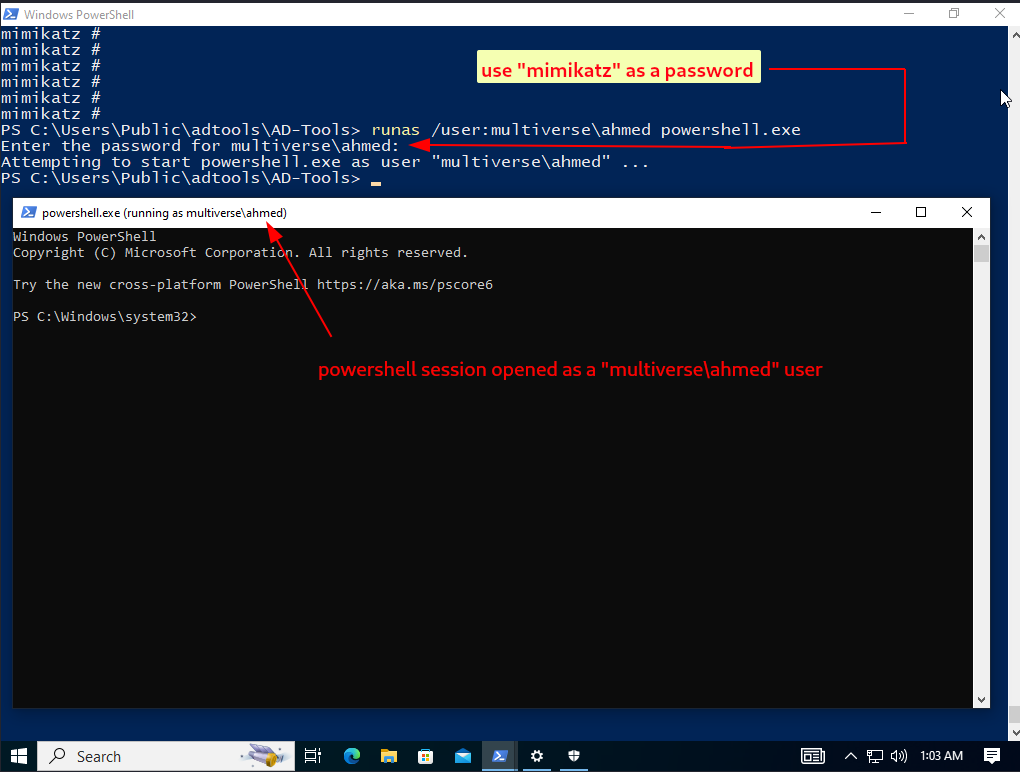 Windows PowerShell
mimikatz #
mimikatz #
mimikatz #
mimikatz #
mimikatz #
mimikatz #
use "mimikatz" as a password
PS C:\Users\Public\adtools\AD-Tools> runas /user:multiverse\ahmed powershell.exe
Enter the password for multiverse\ahmed:
Attempting to start powershell.exe as user "multiverse\ahmed" ...
PS C:\Users\Public\adtools\AD-Tools>
powershell.exe (running as multiverse\ahmed)
Windows PowerShell
Copyright (C) Microsoft Corporation. All rights reserved.
Try the new cross-platform PowerShell https://aka.ms/pscore6
PS C:\Windows\system32>
powershell session opened as a "multiverse\ahmed" user
Search
1:03 AM